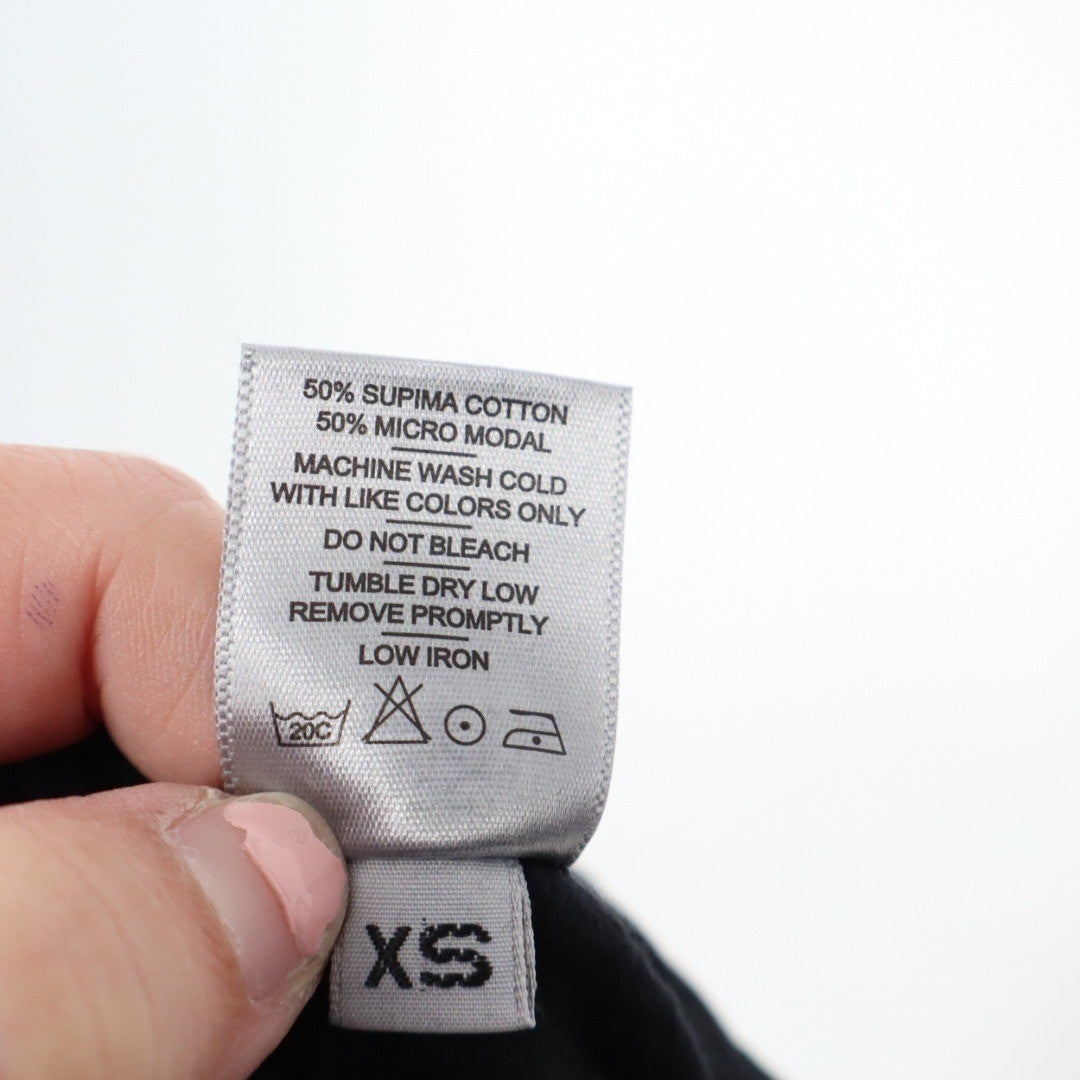 50% SUPIMA COTTON
50% MICRO MODAL
MACHINE WASH COLD
WITH LIKE COLORS ONLY
DO NOT BLEACH
TUMBLE DRY LOW
REMOVE PROMPTLY
LOW IRON
20C
XS